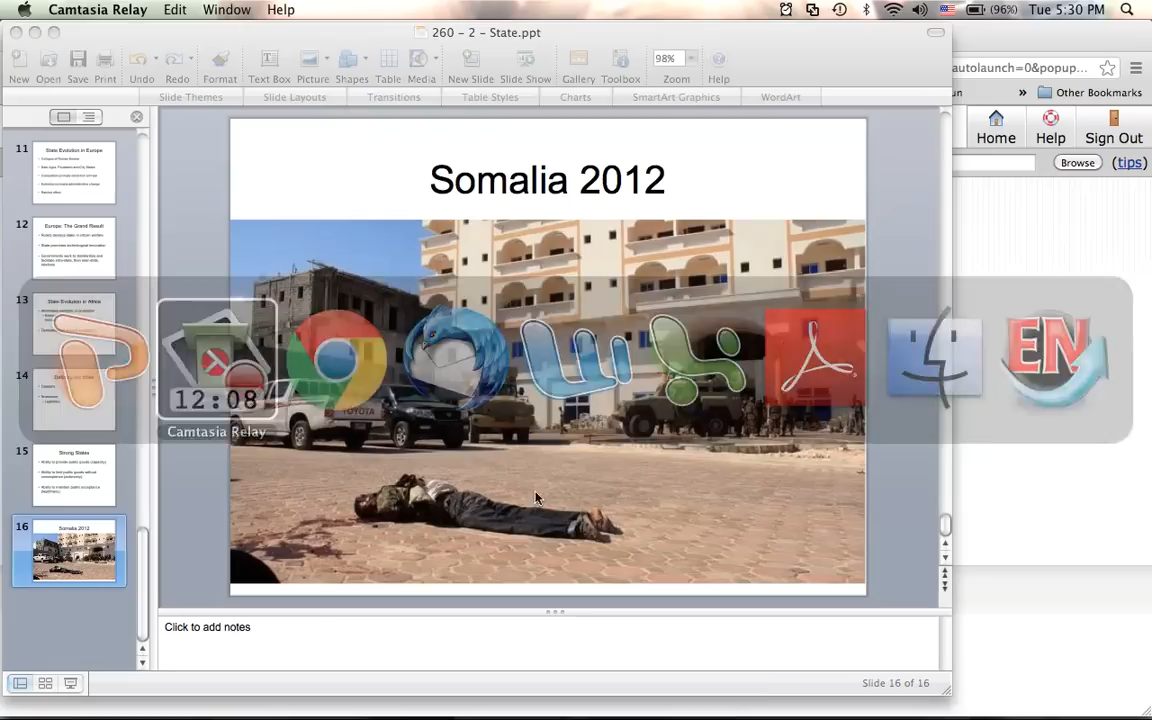 Camtasia Relay Edit Window Help
(96%) Tue 5:30 PM
260 - 2 - State.ppt
New Open Save Print Undo Redo Format Text Box Picture Shapes Table Media New Slide Slide Show Gallery Toolbox Zoom Help
98%
Slide Themes Slide Layouts Transitions Table Styles Charts SmartArt Graphics WordArt
autolaunch=0&popup...
» Other Bookmarks
Home Help Sign Out
Browse (tips)
11
State Evolution in Europe
12
Europe: The Grand Result
13
State Evolution in Africa
14
15
Strong States
16
Somalia 2012
Somalia 2012
TOYOTA
12:08
EN
Camtasia Relay
Click to add notes
Slide 16 of 16